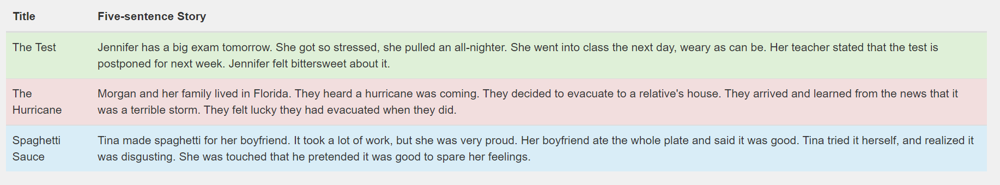 Title Five-sentence Story
The Test Jennifer has a big exam tomorrow. She got so stressed, she pulled an all-nighter. She went into class the next day, weary as can be. Her teacher stated that the test is
postponed for next week. Jennifer felt bittersweet about it.
The Morgan and her family lived in Florida. They heard a hurricane was coming. They decided to evacuate to a relative's house. They arrived and learned from the news that it
Hurricane was a terrible storm. They felt lucky they had evacuated when they did.
Spaghetti Tina made spaghetti for her boyfriend. It took a lot of work, but she was very proud. Her boyfriend ate the whole plate and said it was good. Tina tried it herself, and realized it
Sauce was disgusting. She was touched that he pretended it was good to spare her feelings.